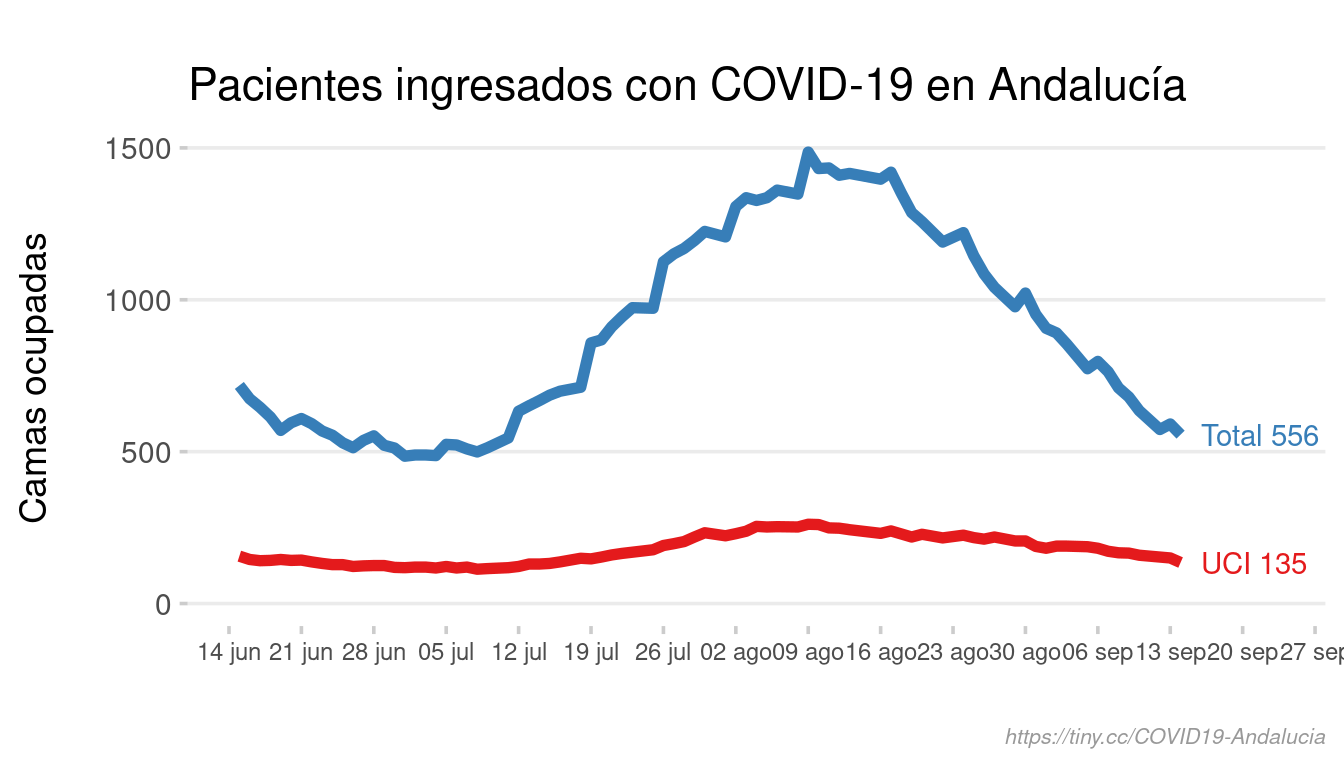 Pacientes ingresados con COVID-19 en Andalucía
Camas ocupadas
1500
1000
500
0
Total 556
UCI 135
14 jun 21 jun 28 jun 05 jul 12 jul 19 jul 26 jul 02 ago 09 ago 16 ago 23 ago 30 ago 06 sep 13 sep 20 sep 27 sep
https://tiny.cc/COVID19-Andalucia